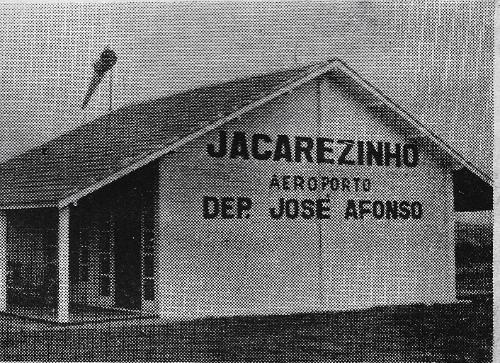 JACAREZINHO
AEROPORTO
DEP. JOSÉ AFONSO